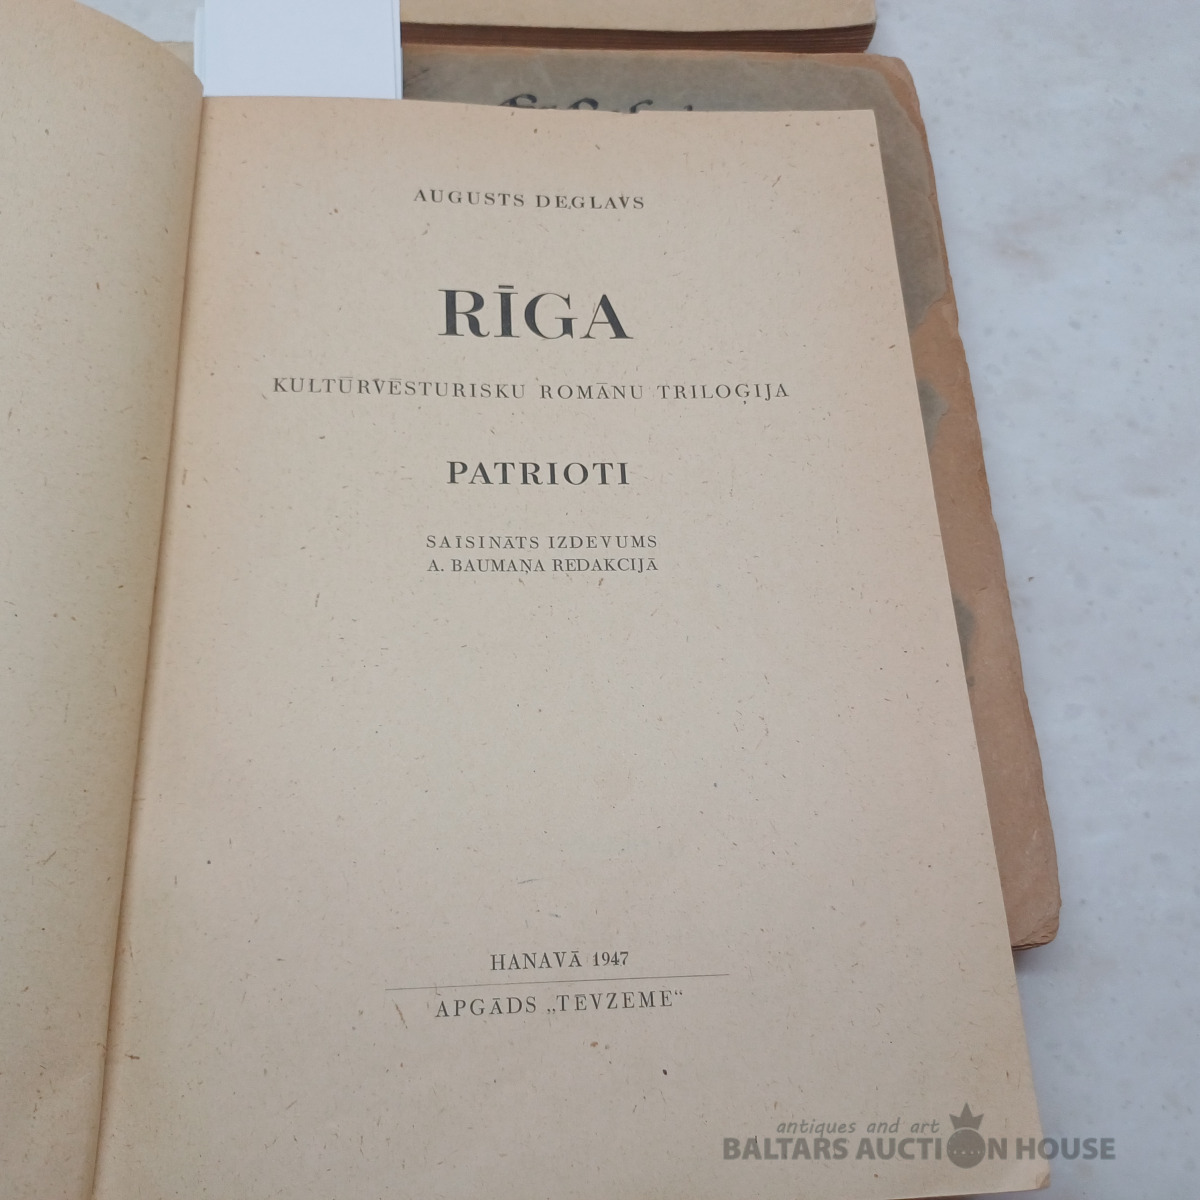 AUGUSTS DEGLAVS
RĪGA
KULTŪRVĒSTURISKU ROMĀNU TRILOĢIJA
PATRIOTI
SAĪSINĀTS IZDEVUMS
A. BAUMAŅA REDAKCIJĀ
HANAVĀ 1947
APGĀDS „TĒVZEME“
antiques and art
BALTARS AUCTION HOUSE